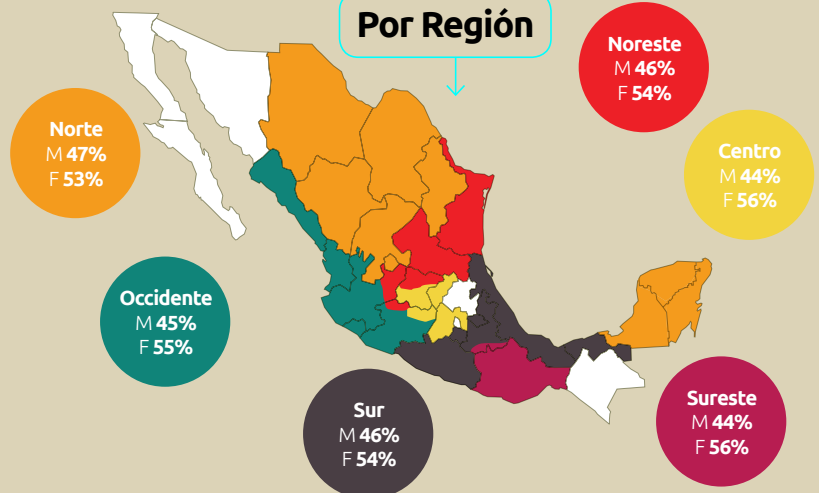 Por Región
Noreste
M 46%
F 54%
Norte
M 47%
F 53%
Centro
M 44%
F 56%
Occidente
M 45%
F 55%
Sur
M 46%
F 54%
Sureste
M 44%
F 56%